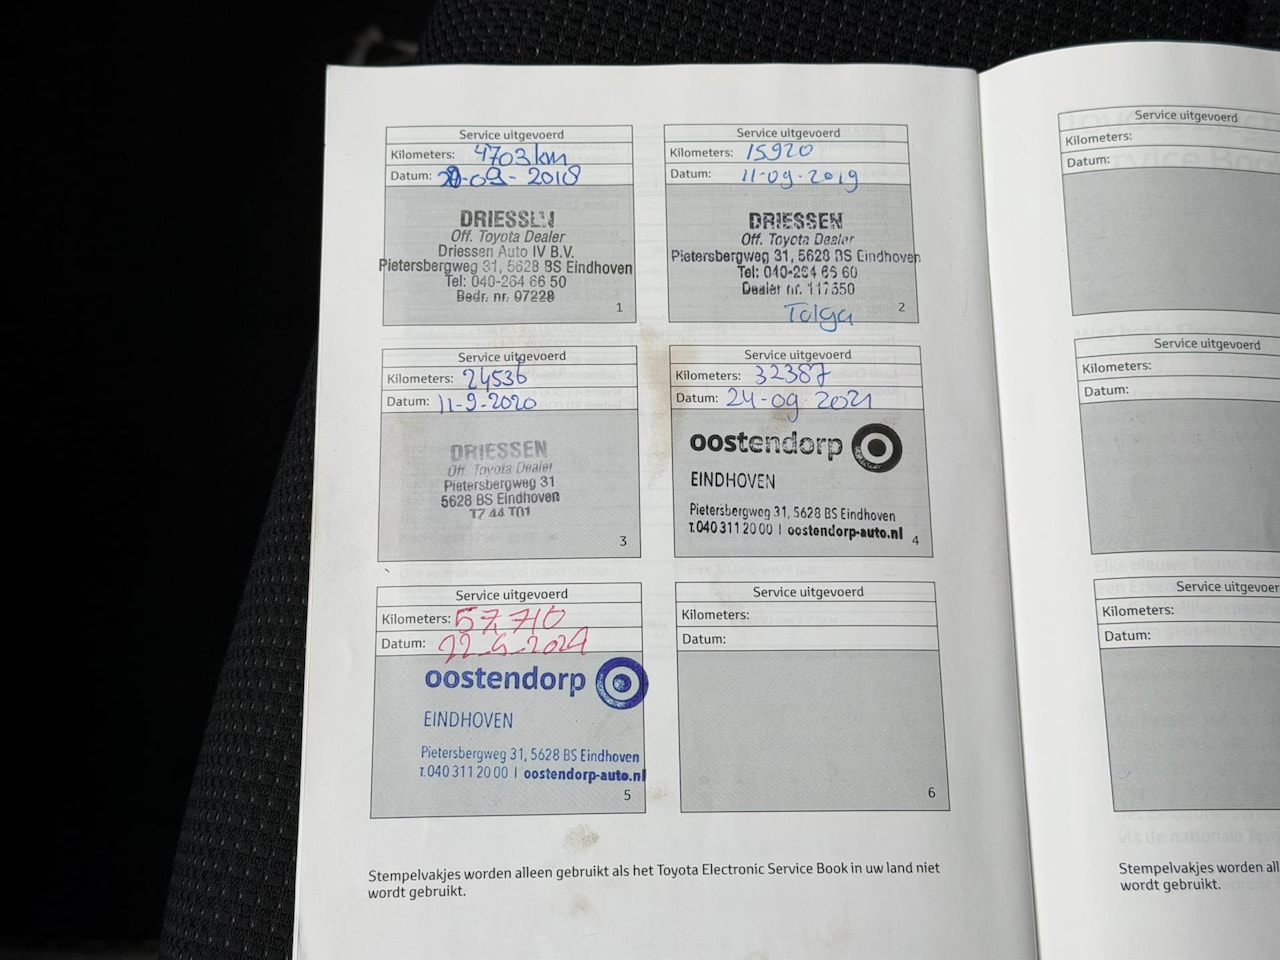 Service uitgevoerd
Kilometers: 4703 km
Datum: 20-09-2018
DRIESSEN
Off. Toyota Dealer
Driessen Auto IV B.V.
Pietersbergweg 31, 5628 BS Eindhoven
Tel: 040-264 66 50
Bedr. nr. 07228
1
Service uitgevoerd
Kilometers: 15920
Datum: 11-09-2019
DRIESSEN
Off. Toyota Dealer
Pietersbergweg 31, 5628 BS Eindhoven
Tel: 040-264 66 60
Dealer nr. 117350
Tolga
2
Service uitgevoerd
Kilometers: 24536
Datum: 11-9-2020
DRIESSEN
Off. Toyota Dealer
Pietersbergweg 31
5628 BS Eindhoven
3
Service uitgevoerd
Kilometers: 32387
Datum: 24-09-2021
oostendorp
EINDHOVEN
Pietersbergweg 31, 5628 BS Eindhoven
T. 040 311 20 00 | oostendorp-auto.nl
4
Service uitgevoerd
Kilometers: 57,710
Datum: 22-4-2024
oostendorp
EINDHOVEN
Pietersbergweg 31, 5628 BS Eindhoven
T. 040 311 20 00 | oostendorp-auto.nl
5
Service uitgevoerd
Kilometers:
Datum:
6
Stempelvakjes worden alleen gebruikt als het Toyota Electronic Service Book in uw land niet
wordt gebruikt.
Service uitgevoerd
Kilometers:
Datum:
Service uitgevoerd
Kilometers:
Datum:
Service uitgevoer
Kilometers:
Datum:
Stempelvakjes worden all
wordt gebruikt.